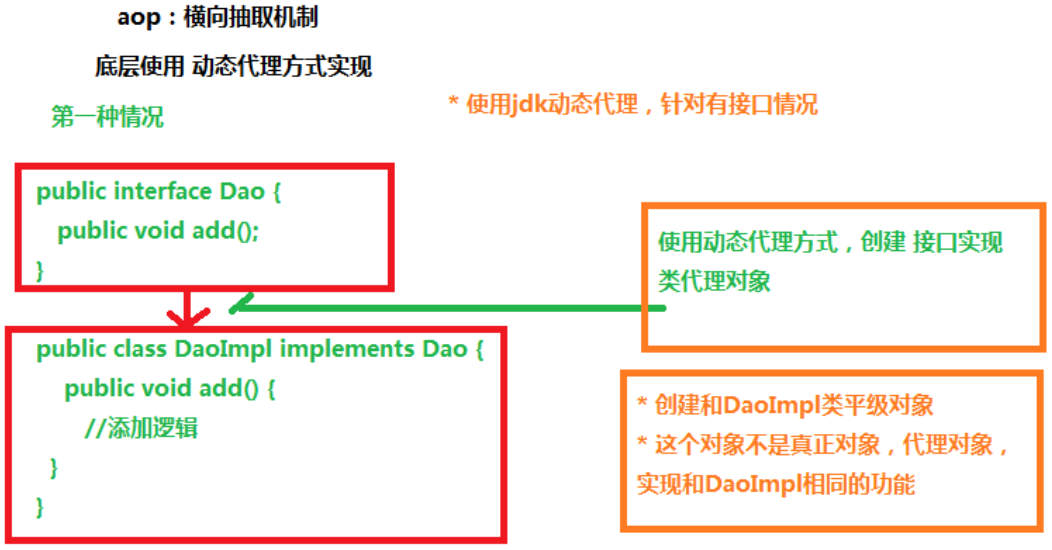 aop：横向抽取机制
底层使用 动态代理方式实现
第一种情况
* 使用jdk动态代理，针对有接口情况
public interface Dao {
public void add();
}
使用动态代理方式，创建 接口实现
类代理对象
public class DaoImpl implements Dao {
public void add() {
//添加逻辑
}
}
* 创建和DaoImpl类平级对象
* 这个对象不是真正对象，代理对象，
实现和DaoImpl相同的功能